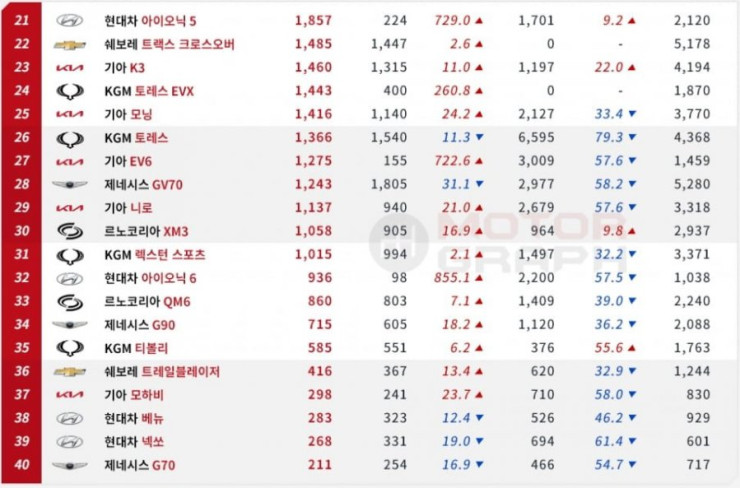 21 현대차 아이오닉 5 1,857 224 729.0 ▲ 1,701 9.2 ▲ 2,120
22 쉐보레 트랙스 크로스오버 1,485 1,447 2.6 ▲ 0 - 5,178
23 KIA 기아 K3 1,460 1,315 11.0 ▲ 1,197 22.0 ▲ 4,194
24 KGM 토레스 EVX 1,443 400 260.8 ▲ 0 - 1,870
25 KIA 기아 모닝 1,416 1,140 24.2 ▲ 2,127 33.4 ▼ 3,770
26 KGM 토레스 1,366 1,540 11.3 ▼ 6,595 79.3 ▼ 4,368
27 KIA 기아 EV6 1,275 155 722.6 ▲ 3,009 57.6 ▼ 1,459
28 제네시스 GV70 1,243 1,805 31.1 ▼ 2,977 58.2 ▼ 5,280
29 KIA 기아 니로 1,137 940 21.0 ▲ 2,679 57.6 ▼ 3,318
30 르노코리아 XM3 1,058 905 16.9 ▲ 964 9.8 ▲ 2,937
31 KGM 렉스턴 스포츠 1,015 994 2.1 ▲ 1,497 32.2 ▼ 3,371
32 현대차 아이오닉 6 936 98 855.1 ▲ 2,200 57.5 ▼ 1,038
33 르노코리아 QM6 860 803 7.1 ▲ 1,409 39.0 ▼ 2,240
34 제네시스 G90 715 605 18.2 ▲ 1,120 36.2 ▼ 2,088
35 KGM 티볼리 585 551 6.2 ▲ 376 55.6 ▲ 1,763
36 쉐보레 트레일블레이저 416 367 13.4 ▲ 620 32.9 ▼ 1,244
37 KIA 기아 모하비 298 241 23.7 ▲ 710 58.0 ▼ 830
38 현대차 베뉴 283 323 12.4 ▼ 526 46.2 ▼ 929
39 현대차 넥쏘 268 331 19.0 ▼ 694 61.4 ▼ 601
40 제네시스 G70 211 254 16.9 ▼ 466 54.7 ▼ 717
MOTOR
GRAPH